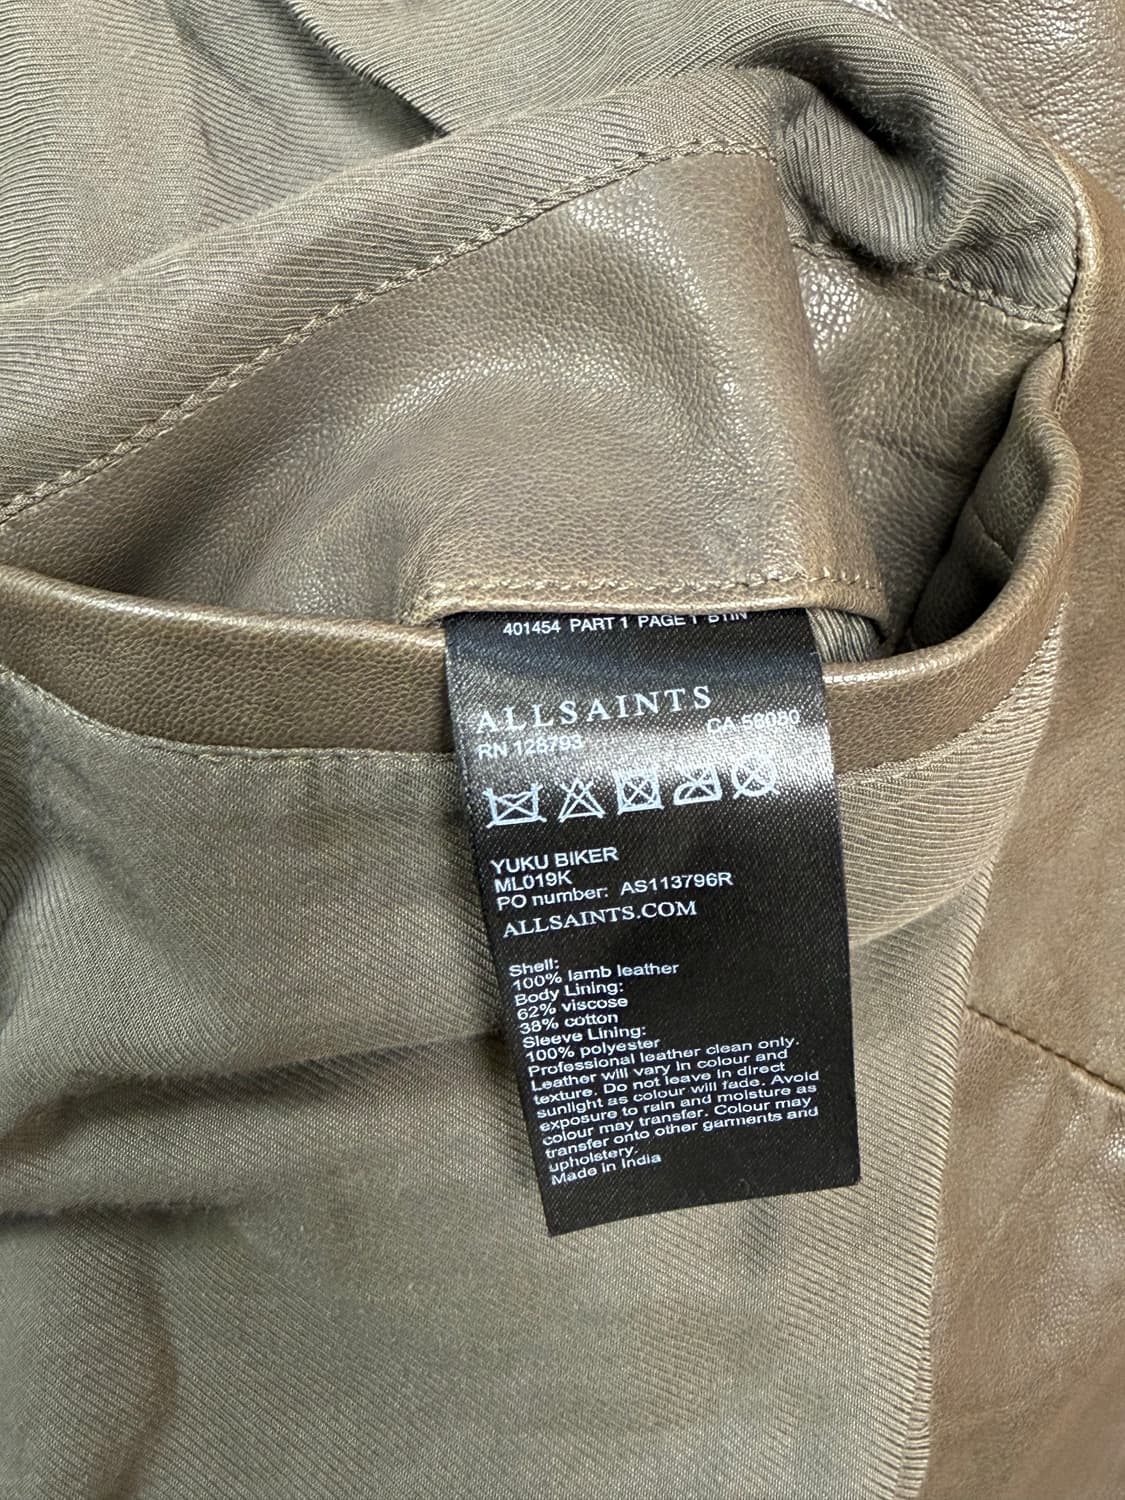 401454 PART 1 PAGE 1
ALLSAINTS
RN 128793 CA 58080
YUKU BIKER
ML019K
PO number: AS113796R
ALLSAINTS.COM
Shell:
100% lamb leather
Body Lining:
62% viscose
38% cotton
Sleeve Lining:
100% polyester
Professional leather clean only.
Leather will vary in colour and
texture. Do not leave in direct
sunlight as colour will fade. Avoid
exposure to rain and moisture as
colour may transfer. Colour may
transfer onto other garments and
upholstery.
Made in India